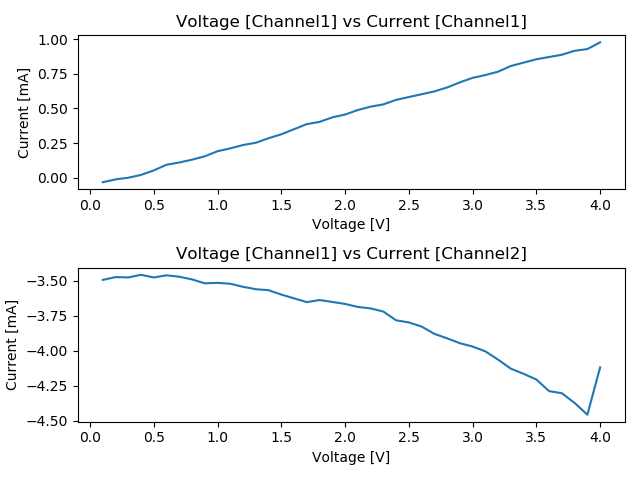 Voltage [Channel1] vs Current [Channel1]
1.00
0.75
0.50
0.25
0.00
Current [mA]
0.0 0.5 1.0 1.5 2.0 2.5 3.0 3.5 4.0
Voltage [V]
Voltage [Channel1] vs Current [Channel2]
−3.50
−3.75
−4.00
−4.25
−4.50
Current [mA]
0.0 0.5 1.0 1.5 2.0 2.5 3.0 3.5 4.0
Voltage [V]